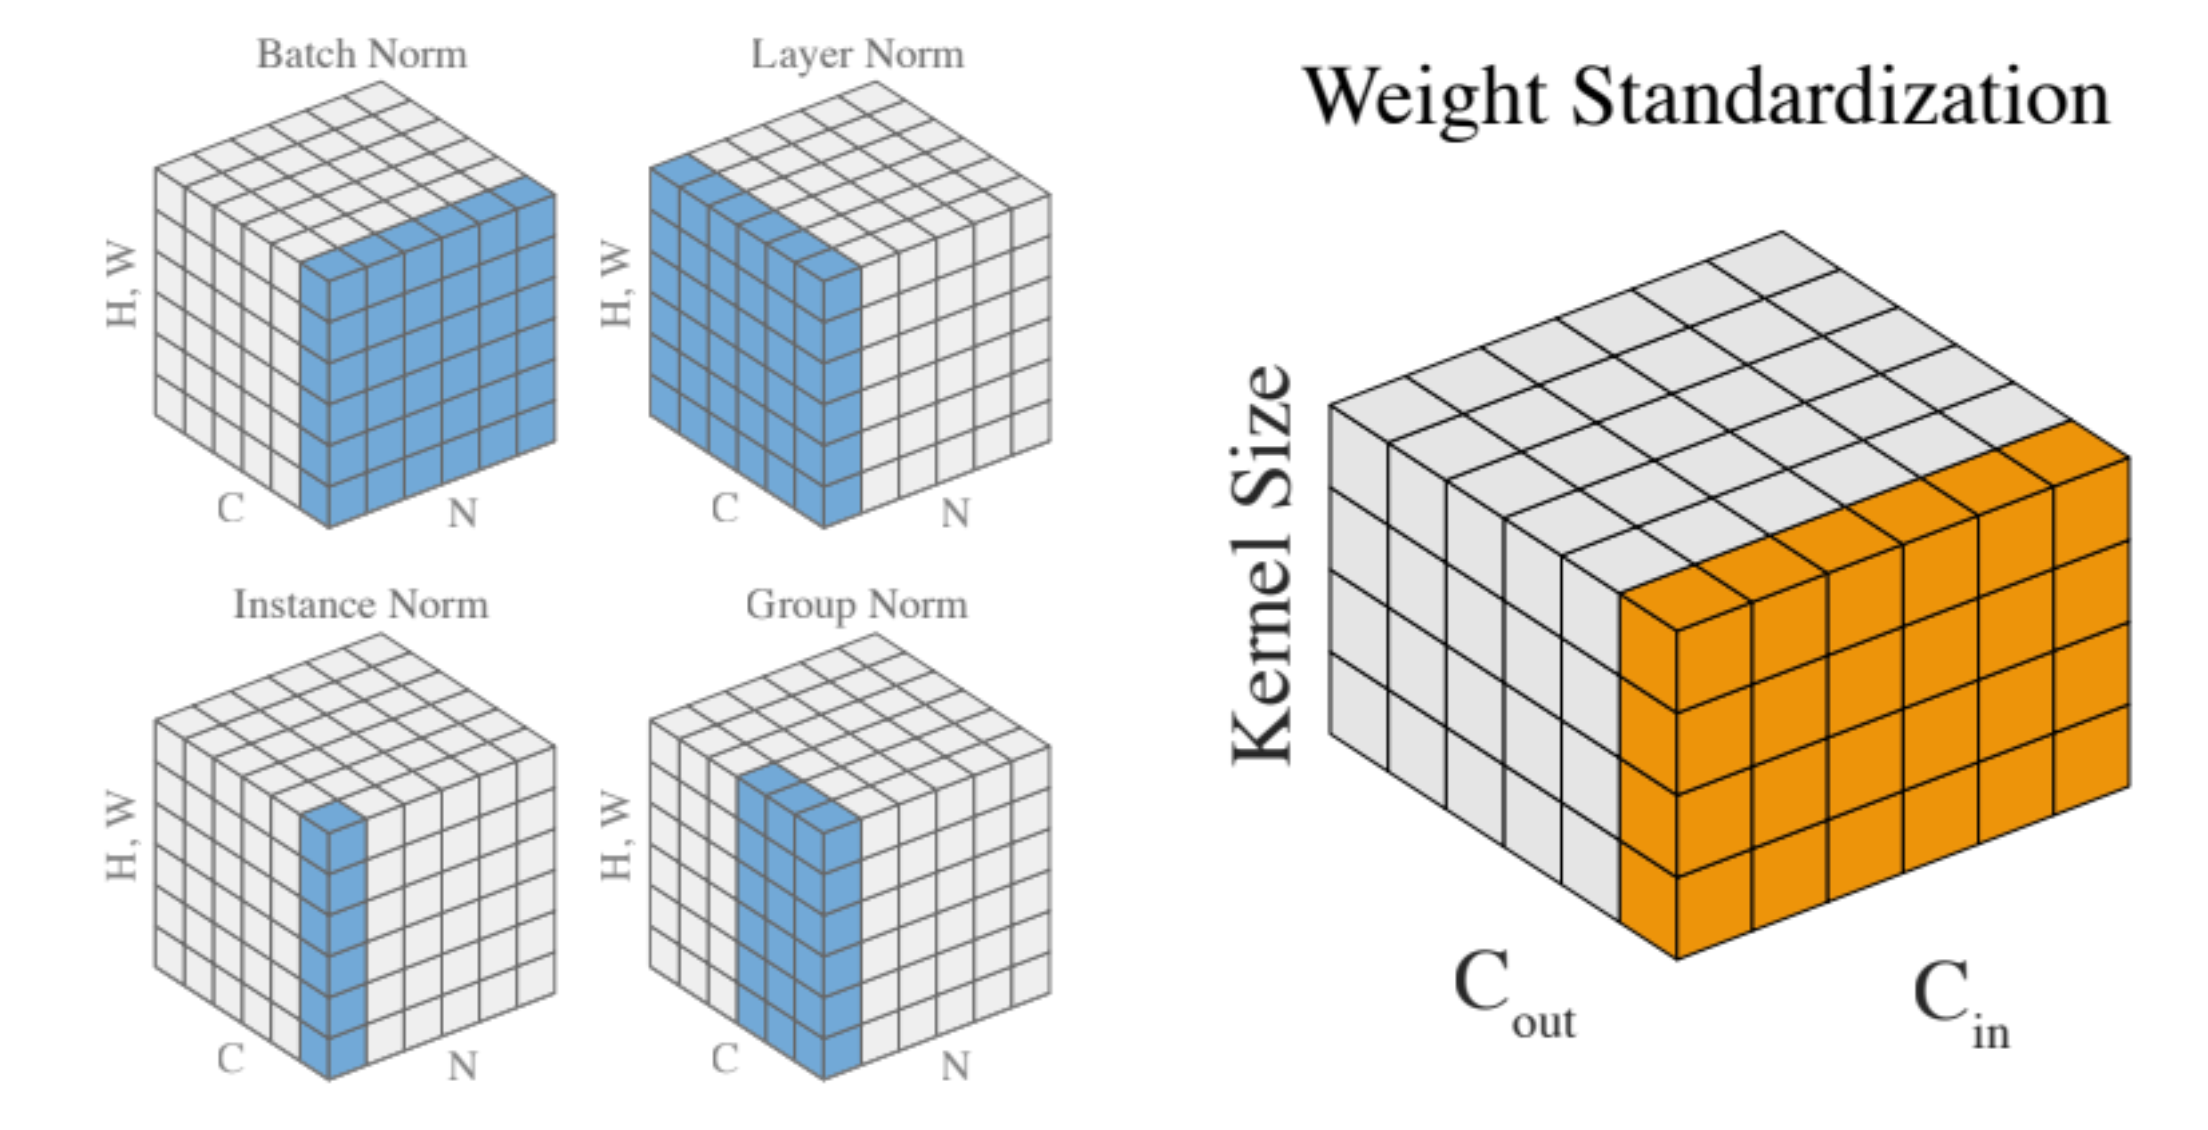 Batch Norm
H, W
C
N
Layer Norm
H, W
C
N
Instance Norm
H, W
C
N
Group Norm
H, W
C
N
Weight Standardization
Kernel Size
C out
C in